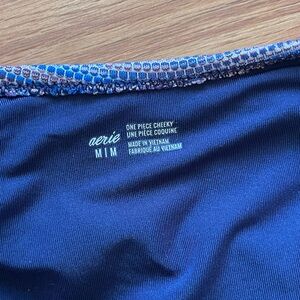 aerie
M | M
ONE PIECE CHEEKY
UNE PIÈCE COQUINE
MADE IN VIETNAM
FABRIQUÉ AU VIETNAM